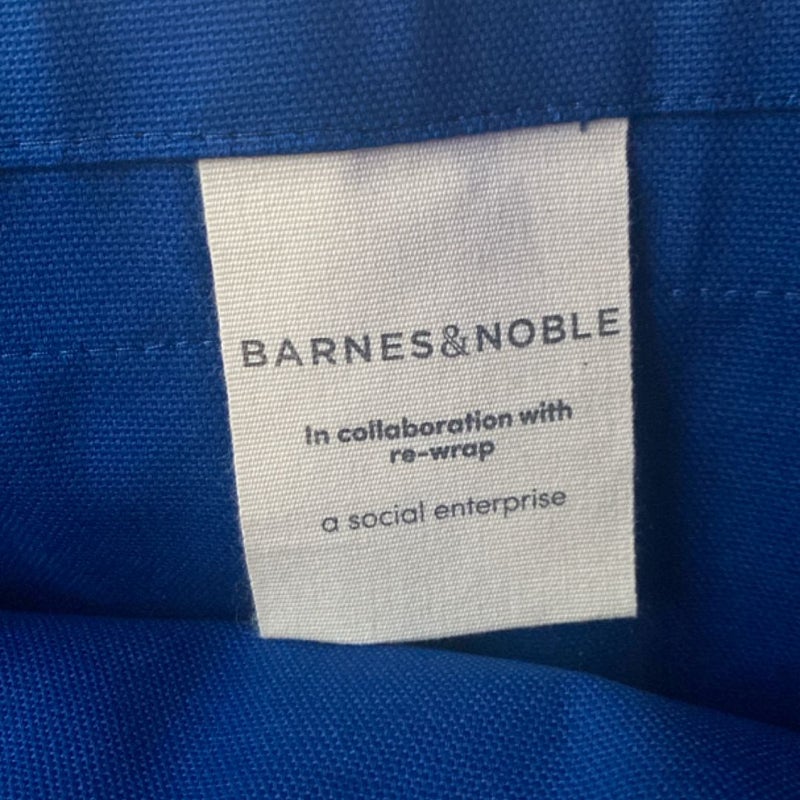 BARNES&NOBLE
In collaboration with
re-wrap
a social enterprise